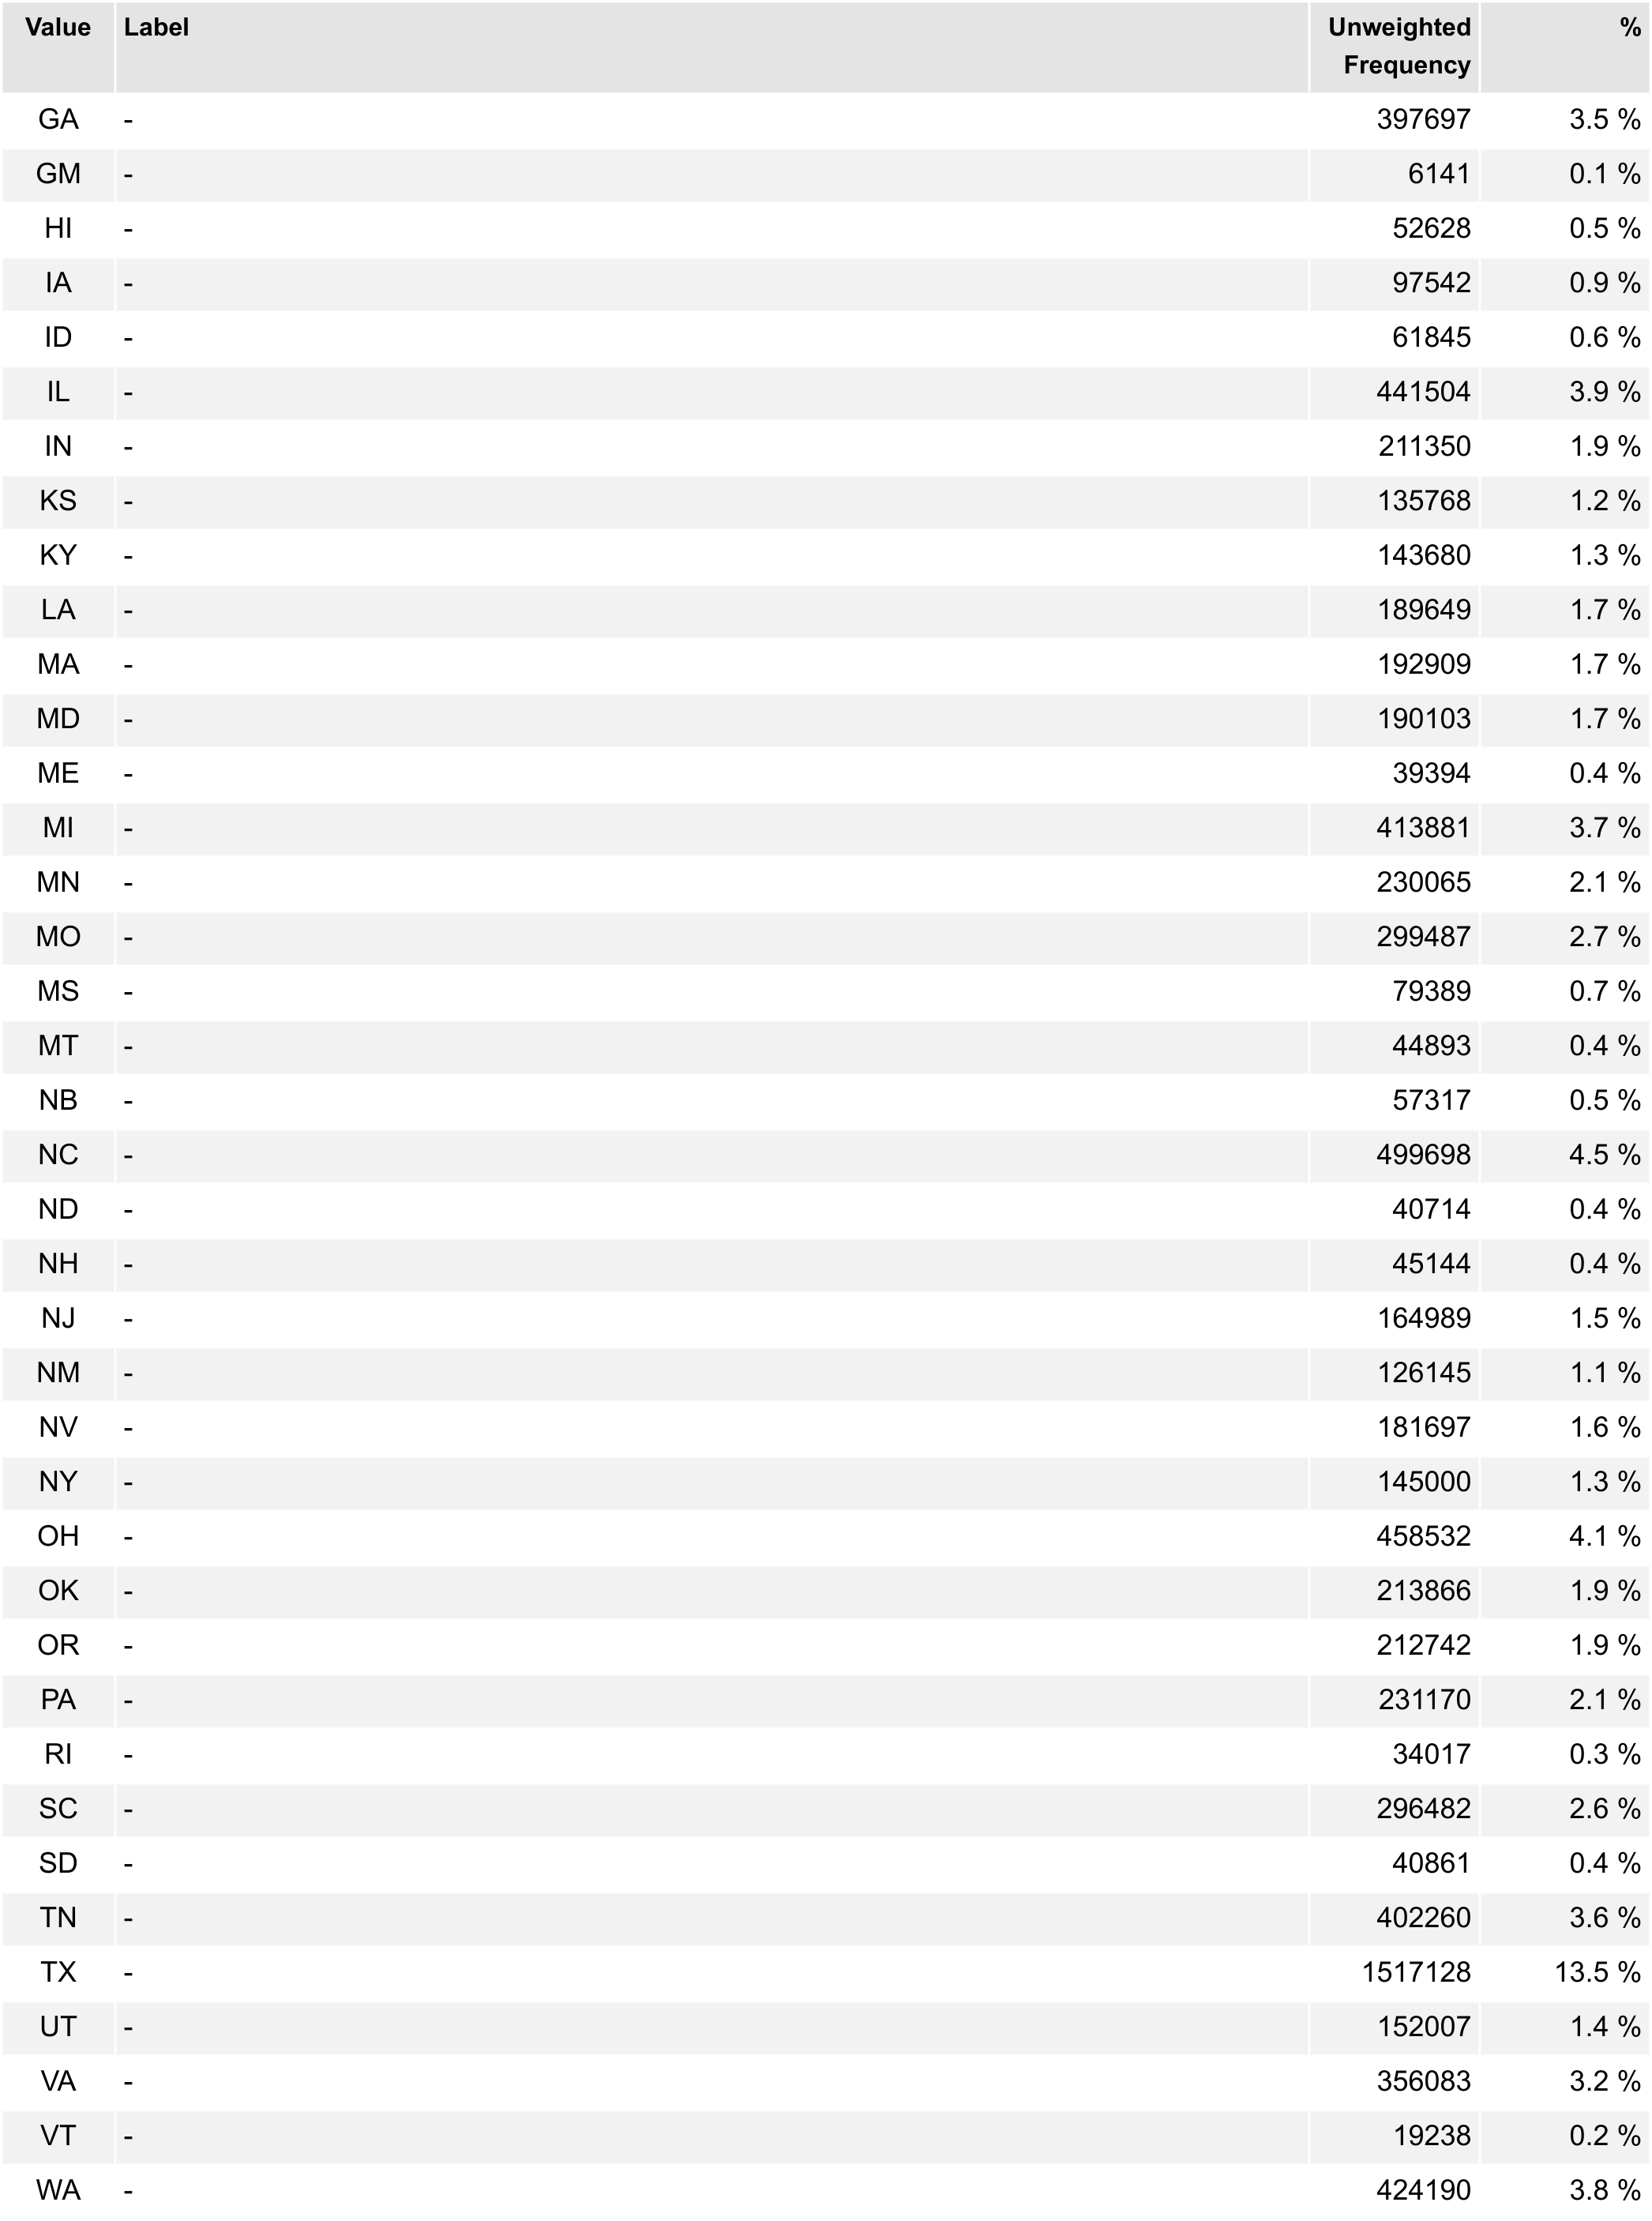 Value Label Unweighted Frequency %
GA - 397697 3.5 %
GM - 6141 0.1 %
HI - 52628 0.5 %
IA - 97542 0.9 %
ID - 61845 0.6 %
IL - 441504 3.9 %
IN - 211350 1.9 %
KS - 135768 1.2 %
KY - 143680 1.3 %
LA - 189649 1.7 %
MA - 192909 1.7 %
MD - 190103 1.7 %
ME - 39394 0.4 %
MI - 413881 3.7 %
MN - 230065 2.1 %
MO - 299487 2.7 %
MS - 79389 0.7 %
MT - 44893 0.4 %
NB - 57317 0.5 %
NC - 499698 4.5 %
ND - 40714 0.4 %
NH - 45144 0.4 %
NJ - 164989 1.5 %
NM - 126145 1.1 %
NV - 181697 1.6 %
NY - 145000 1.3 %
OH - 458532 4.1 %
OK - 213866 1.9 %
OR - 212742 1.9 %
PA - 231170 2.1 %
RI - 34017 0.3 %
SC - 296482 2.6 %
SD - 40861 0.4 %
TN - 402260 3.6 %
TX - 1517128 13.5 %
UT - 152007 1.4 %
VA - 356083 3.2 %
VT - 19238 0.2 %
WA - 424190 3.8 %